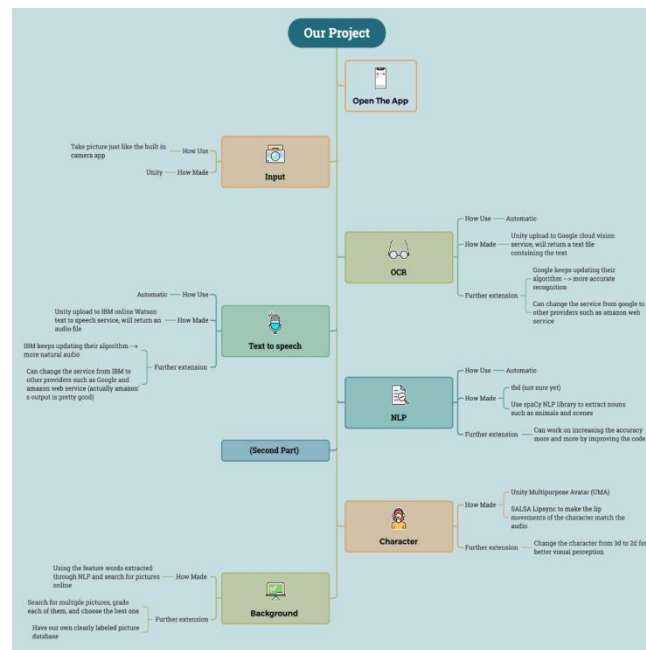 Our Project
Open The App
Take picture just like the built in
camera app
How Use
Unity
How Made
Input
How Use
Automatic
How Made
Unity upload to Google cloud vision
service, will return a text file
containing the text
Further extension
Google keeps updating their
algorithm --> more accurate
recognition
Can change the service from google to
other providers such as amazon web
service
OCR
Automatic
How Use
Unity upload to IBM online Watson
text to speech service, will return an
audio file
How Made
IBM keeps updating their algorithm -->
more natural audio
Can change the service from IBM to
other providers such as Google and
amazon web service (actually amazon'
s output is pretty good)
Further extension
Text to speech
How Use
Automatic
How Made
tbd (not sure yet)
Use spaCy NLP library to extract nouns
such as animals and scenes
Further extension
Can work on increasing the accuracy
more and more by improving the code
NLP
(Second Part)
How Made
Unity Multipurpose Avatar (UMA)
SALSA Lipsync to make the lip
movements of the character match the
audio
Further extension
Change the character from 3d to 2d for
better visual perception
Character
Using the feature words extracted
through NLP and search for pictures
online
How Made
Search for multiple pictures, grade
each of them, and choose the best one
Have our own clearly labeled picture
database
Further extension
Background